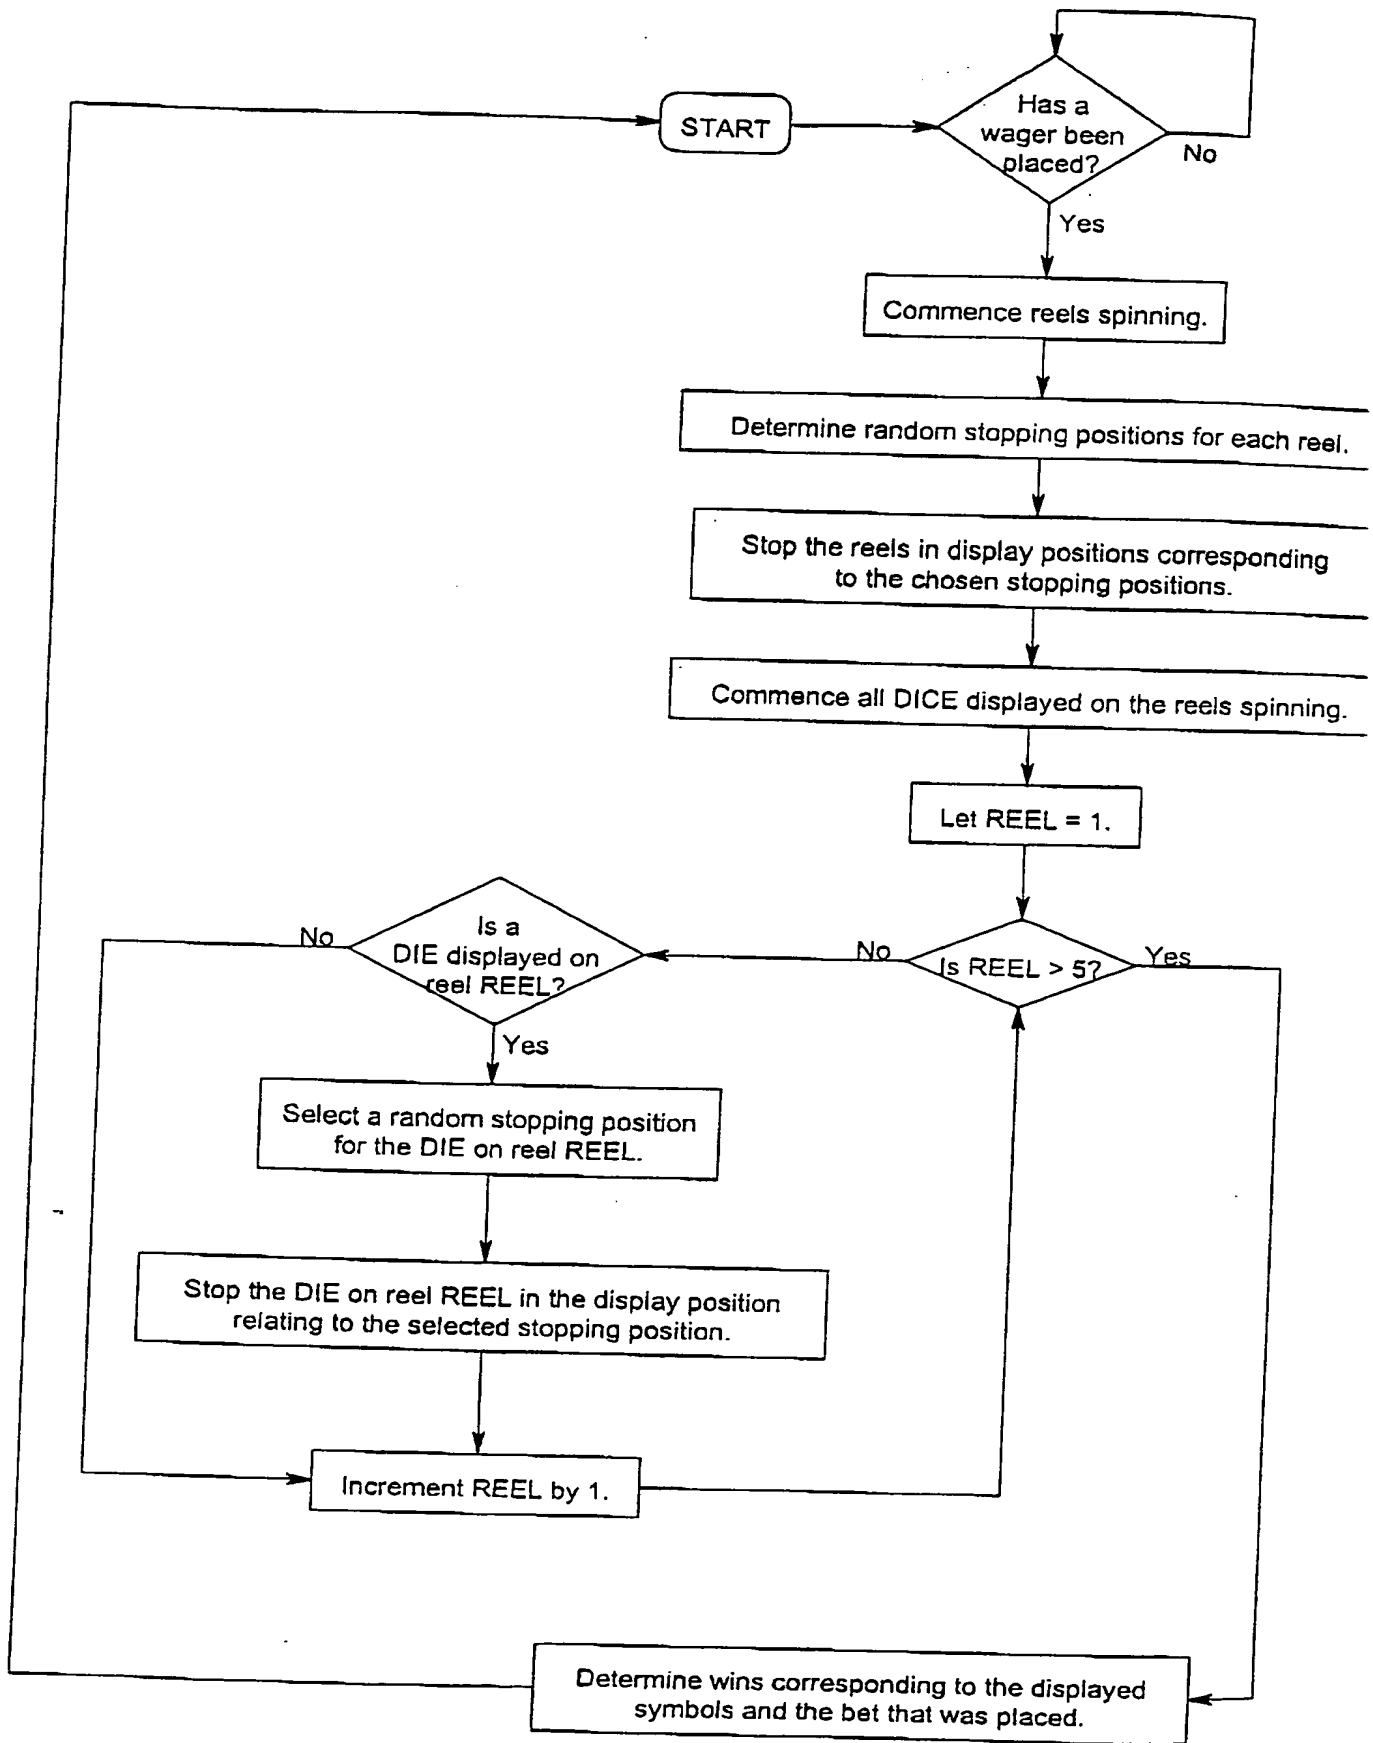 START
Has a
wager been
placed?
No
Yes
Commence reels spinning.
Determine random stopping positions for each reel.
Stop the reels in display positions corresponding
to the chosen stopping positions.
Commence all DICE displayed on the reels spinning.
Let REEL = 1.
Is REEL > 5?
No
Yes
Is a
DIE displayed on
reel REEL?
No
Yes
Select a random stopping position
for the DIE on reel REEL.
Stop the DIE on reel REEL in the display position
relating to the selected stopping position.
Increment REEL by 1.
Determine wins corresponding to the displayed
symbols and the bet that was placed.